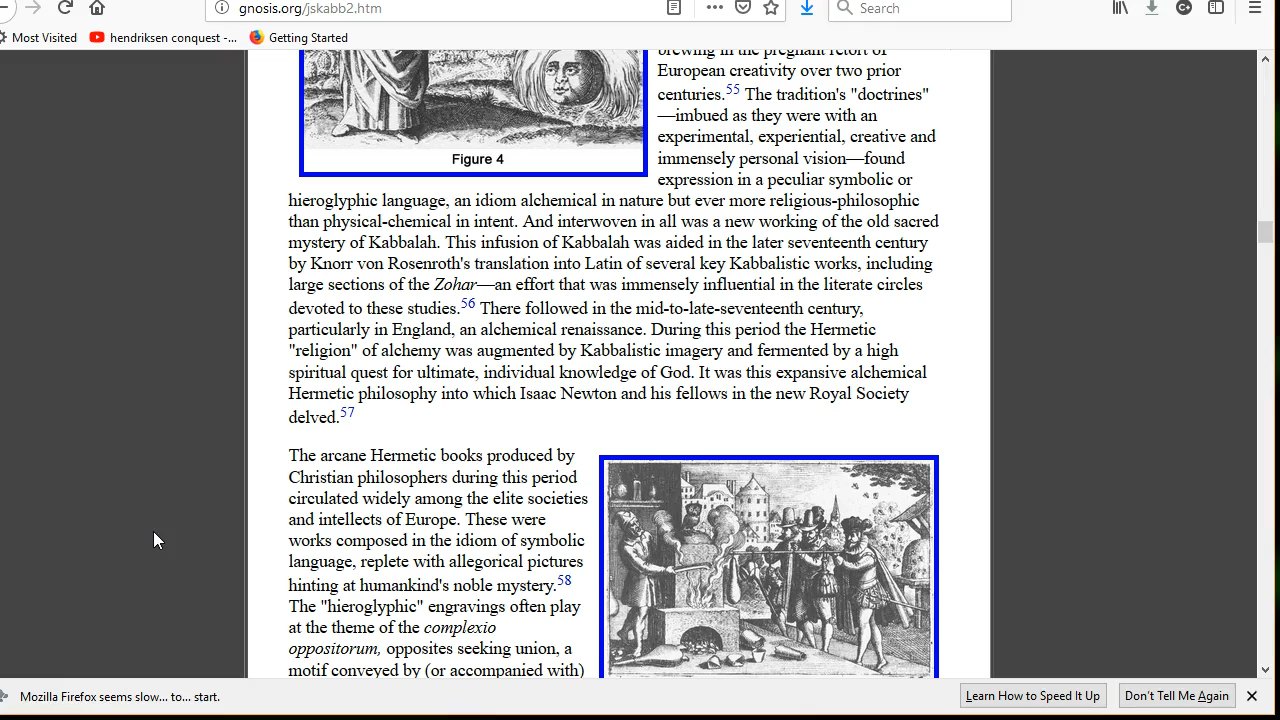 gnosis.org/jskabb2.htm
Search
Most Visited
hendriksen conquest -...
Getting Started
Figure 4
brewing in the pregnant retort of
European creativity over two prior
centuries.55 The tradition's "doctrines"
—imbued as they were with an
experimental, experiential, creative and
immensely personal vision—found
expression in a peculiar symbolic or
hieroglyphic language, an idiom alchemical in nature but ever more religious-philosophic
than physical-chemical in intent. And interwoven in all was a new working of the old sacred
mystery of Kabbalah. This infusion of Kabbalah was aided in the later seventeenth century
by Knorr von Rosenroth's translation into Latin of several key Kabbalistic works, including
large sections of the Zohar—an effort that was immensely influential in the literate circles
devoted to these studies.56 There followed in the mid-to-late-seventeenth century,
particularly in England, an alchemical renaissance. During this period the Hermetic
"religion" of alchemy was augmented by Kabbalistic imagery and fermented by a high
spiritual quest for ultimate, individual knowledge of God. It was this expansive alchemical
Hermetic philosophy into which Isaac Newton and his fellows in the new Royal Society
delved.57
The arcane Hermetic books produced by
Christian philosophers during this period
circulated widely among the elite societies
and intellects of Europe. These were
works composed in the idiom of symbolic
language, replete with allegorical pictures
hinting at humankind's noble mystery.58
The "hieroglyphic" engravings often play
at the theme of the complexio
oppositorum, opposites seeking union, a
motif conveyed by (or accompanied with)
Mozilla Firefox seems slow... to... start.
Learn How to Speed It Up
Don't Tell Me Again